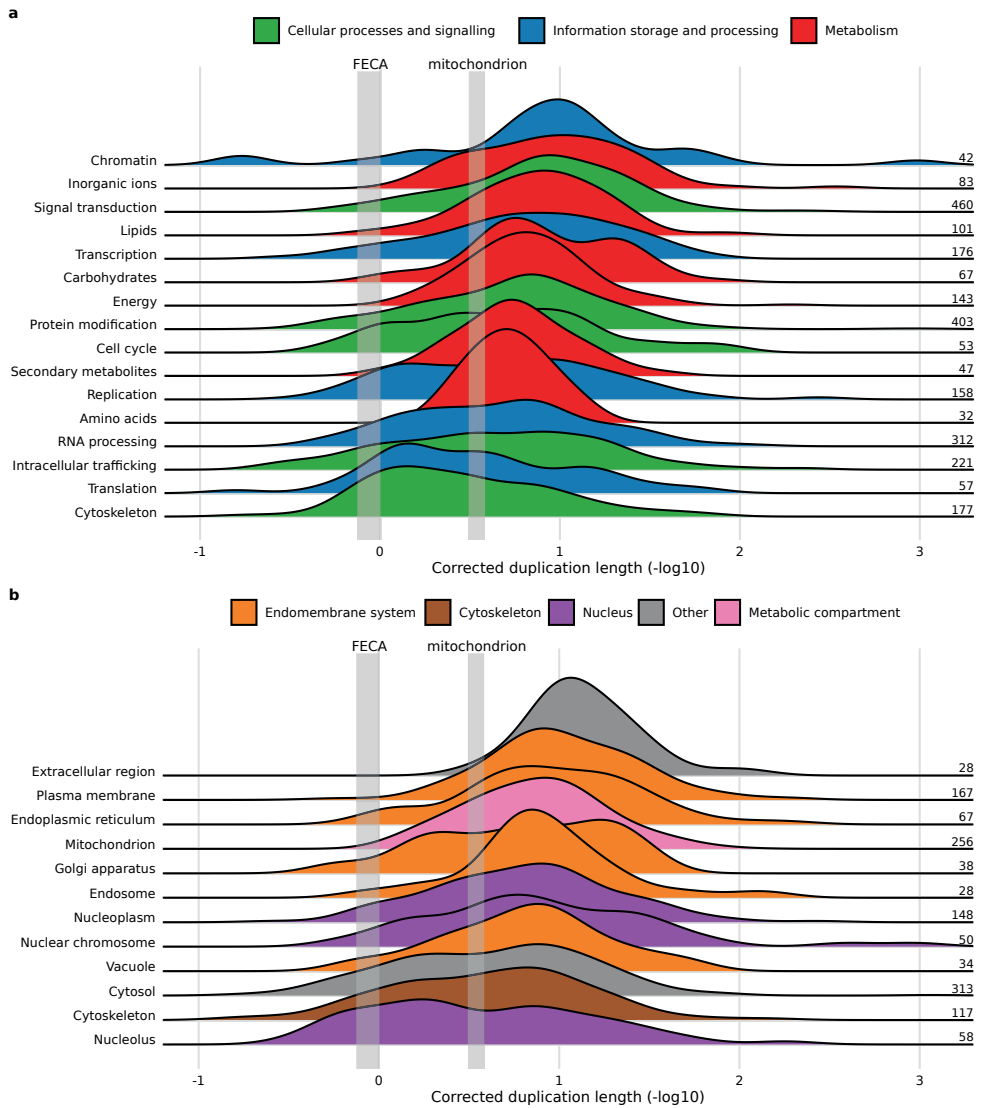 a
Cellular processes and signalling Information storage and processing Metabolism
FECA mitochondrion
Chromatin 42
Inorganic ions 83
Signal transduction 460
Lipids 101
Transcription 176
Carbohydrates 67
Energy 143
Protein modification 403
Cell cycle 53
Secondary metabolites 47
Replication 158
Amino acids 32
RNA processing 312
Intracellular trafficking 221
Translation 57
Cytoskeleton 177
-1 0 1 2 3
Corrected duplication length (-log10)
b
Endomembrane system Cytoskeleton Nucleus Other Metabolic compartment
FECA mitochondrion
Extracellular region 28
Plasma membrane 167
Endoplasmic reticulum 67
Mitochondrion 256
Golgi apparatus 38
Endosome 28
Nucleoplasm 148
Nuclear chromosome 50
Vacuole 34
Cytosol 313
Cytoskeleton 117
Nucleolus 58
-1 0 1 2 3
Corrected duplication length (-log10)